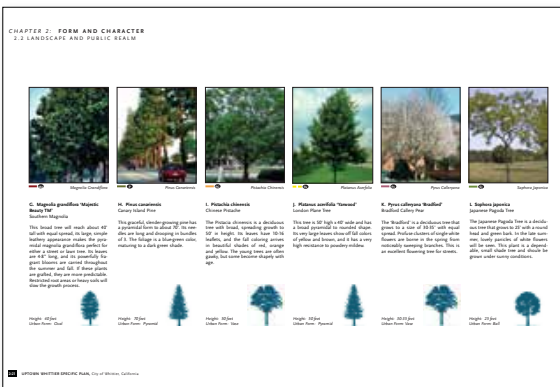 CHAPTER 2: FORM AND CHARACTER
2.2 LANDSCAPE AND PUBLIC REALM
Magnolia Grandiflora
Pinus Canariensis
Pistachia Chinensis
Platanus Acerifolia
Pyrus Calleryana
Sophora Japonica
G. Magnolia grandiflora 'Majestic
Beauty TM'
Southern Magnolia
This broad tree will reach about 40'
tall with equal spread, its large, simple
leathery appearance makes the pyra-
midal magnolia grandiflora perfect for
either a street or lawn tree. Its leaves
are 4-8" long, and its powerfully fra-
grant blooms are carried throughout
the summer and fall. If these plants
are grafted, they are more predictable.
Restricted root areas or heavy soils will
slow the growth process.
Height: 60 feet
Urban Form: Oval
H. Pinus canariensis
Canary Island Pine
This graceful, slender-growing pine has
a pyramidal form to about 70'. Its nee-
dles are long and drooping in bundles
of 3. The foliage is a blue-green color,
maturing to a dark green shade.
Height: 70 feet
Urban Form: Pyramid
I. Pistachia chinensis
Chinese Pistache
The Pistachia chinensis is a deciduous
tree with broad, spreading growth to
50' in height. Its leaves have 10-16
leaflets, and the fall coloring arrives
in beautiful shades of red, orange
and yellow. The young trees are often
gawky, but some become shapely with
age.
Height: 50 feet
Urban Form: Vase
J. Platanus acerifolia 'Yarwood'
London Plane Tree
This tree is 50' high x 40' wide and has
a broad pyramidal to rounded shape.
Its very large leaves show off fall colors
of yellow and brown, and it has a very
high resistance to powdery mildew.
Height: 50 feet
Urban Form: Pyramid
K. Pyrus calleryana 'Bradford'
Bradford Callery Pear
The 'Bradford' is a deciduous tree that
grows to a size of 30-35' with equal
spread. Profuse clusters of single white
flowers are borne in the spring from
noticeably sweeping branches. This is
an excellent flowering tree for streets.
Height: 30-35 feet
Urban Form: Vase
L. Sophora japonica
Japanese Pagoda Tree
The Japanese Pagoda Tree is a decidu-
ous tree that grows to 25' with a round
head and green bark. In the late sum-
mer, lovely panicles of white flowers
will be seen. This plant is a depend-
able, small shade tree and should be
grown under sunny conditions.
Height: 25 feet
Urban Form: Ball
UPTOWN WHITTIER SPECIFIC PLAN, City of Whittier, California